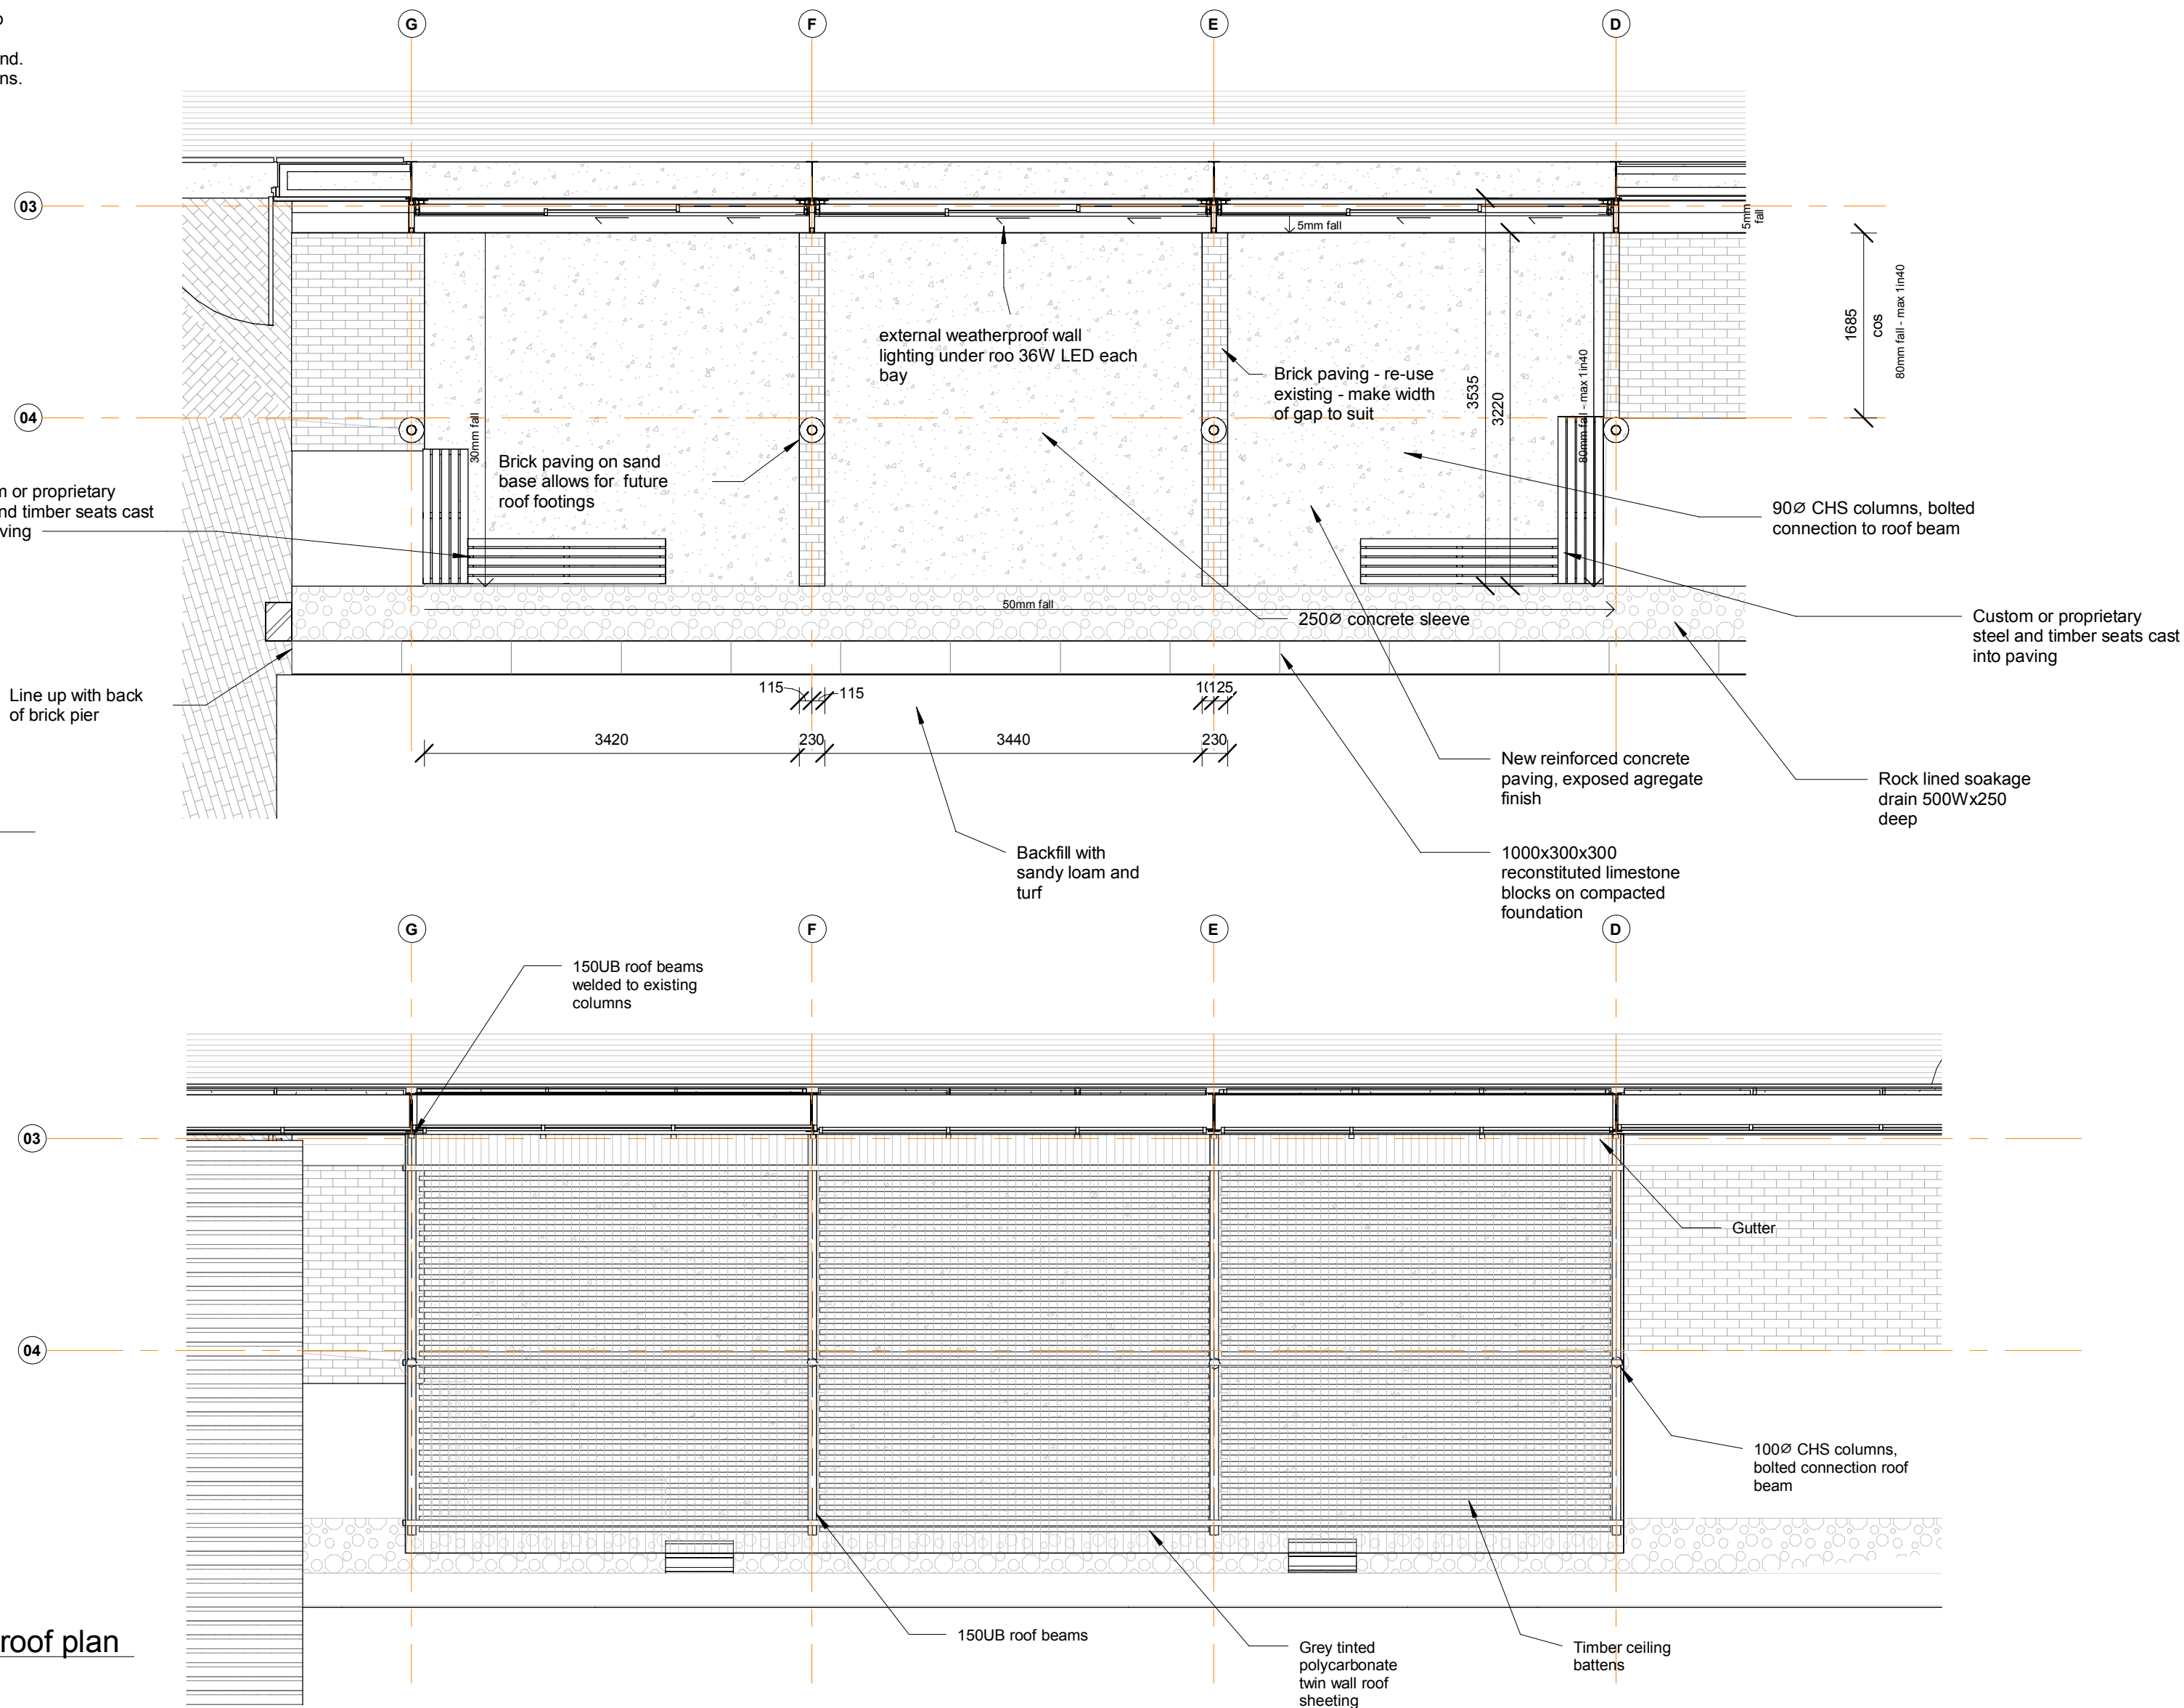 G
F
E
D
nd.
ns.
03
5mm fall
5mm
fall
1685
cos
80mm fall - max 1in40
external weatherproof wall
lighting under roo 36W LED each
bay
Brick paving - re-use
existing - make width
of gap to suit
3535
3220
80mm fall - max 1in40
04
30mm fall
Brick paving on sand
base allows for future
roof footings
or proprietary
nd timber seats cast
ving
90Ø CHS columns, bolted
connection to roof beam
50mm fall
250Ø concrete sleeve
Custom or proprietary
steel and timber seats cast
into paving
Line up with back
of brick pier
115
115
125
3420
230
3440
230
New reinforced concrete
paving, exposed agregate
finish
Rock lined soakage
drain 500Wx250
deep
Backfill with
sandy loam and
turf
1000x300x300
reconstituted limestone
blocks on compacted
foundation
G
F
E
D
150UB roof beams
welded to existing
columns
03
Gutter
04
100Ø CHS columns,
bolted connection roof
beam
roof plan
150UB roof beams
Grey tinted
polycarbonate
twin wall roof
sheeting
Timber ceiling
battens